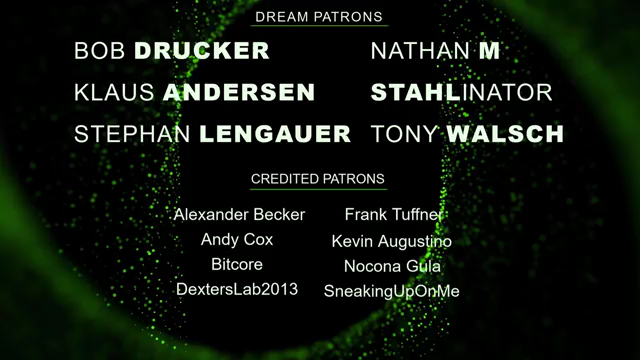 DREAM PATRONS
BOB DRUCKER
NATHAN M
KLAUS ANDERSEN
STAHLINATOR
STEPHAN LENGAUER
TONY WALSCH
CREDITED PATRONS
Alexander Becker
Frank Tuffner
Andy Cox
Kevin Augustino
Bitcore
Nocona Gula
DextersLab2013
SneakingUpOnMe